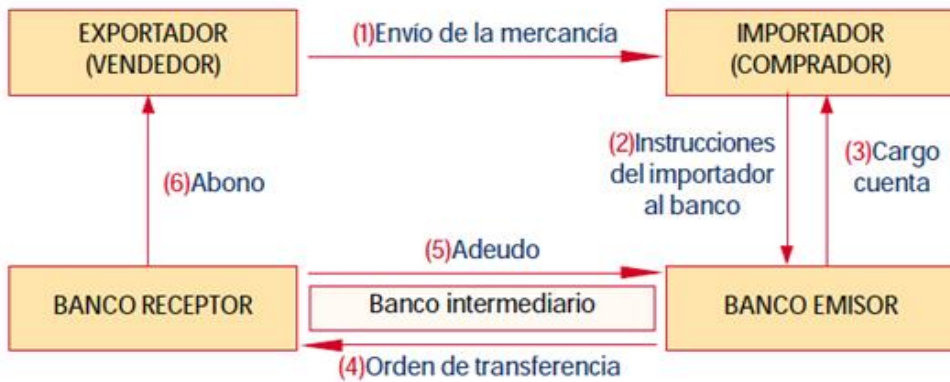 EXPORTADOR
(VENDEDOR)
(1)Envío de la mercancía
IMPORTADOR
(COMPRADOR)
(2)Instrucciones
del importador
al banco
(3)Cargo
cuenta
(6)Abono
(5)Adeudo
BANCO RECEPTOR
Banco intermediario
BANCO EMISOR
(4)Orden de transferencia